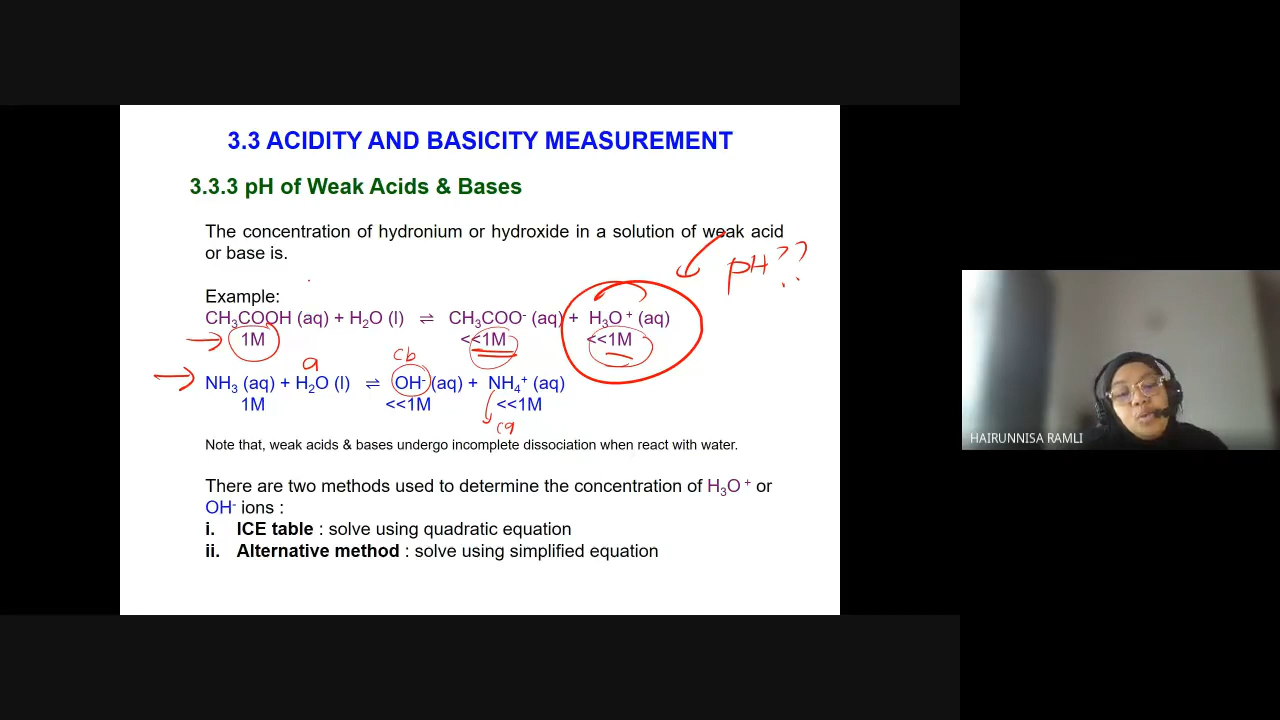 3.3 ACIDITY AND BASICITY MEASUREMENT
3.3.3 pH of Weak Acids & Bases
The concentration of hydronium or hydroxide in a solution of weak acid
or base is.
pH??
Example:
CH₃COOH (aq) + H₂O (l) ⇌ CH₃COO⁻ (aq) + H₃O⁺ (aq)
1M <<1M <<1M
a cb
NH₃ (aq) + H₂O (l) ⇌ OH⁻ (aq) + NH₄⁺ (aq)
1M <<1M <<1M
ca
Note that, weak acids & bases undergo incomplete dissociation when react with water.
There are two methods used to determine the concentration of H₃O⁺ or
OH⁻ ions :
i. ICE table : solve using quadratic equation
ii. Alternative method : solve using simplified equation
HAIRUNNISA RAMLI